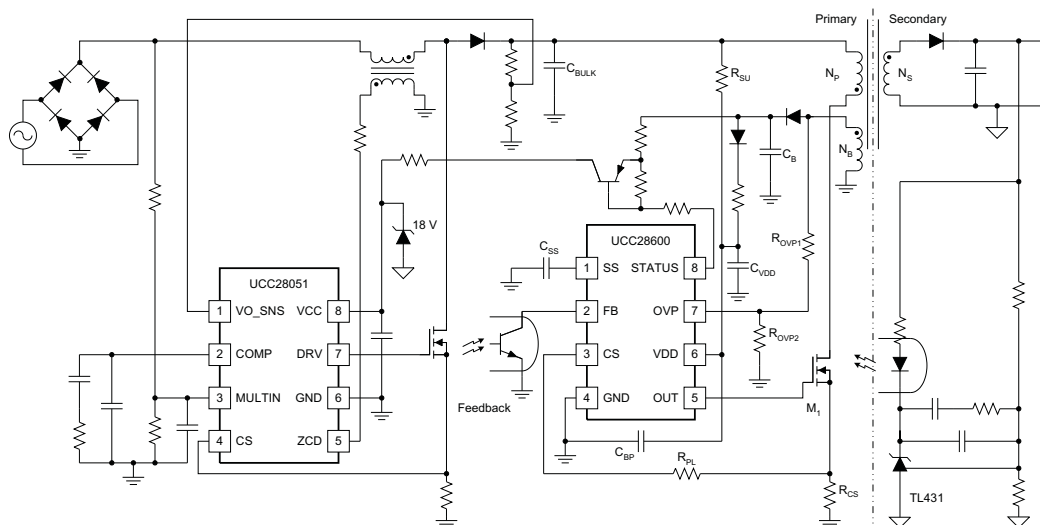 Primary
Secondary
C_BULK
R_SU
N_P
N_S
C_B
N_B
18 V
UCC28051
UCC28600
C_SS
C_VDD
R_OVP1
1 VO_SNS VCC 8
2 COMP DRV 7
3 MULTIN GND 6
4 CS ZCD 5
1 SS STATUS 8
2 FB OVP 7
3 CS VDD 6
4 GND OUT 5
R_OVP2
Feedback
M_1
C_BP
R_PL
R_CS
TL431